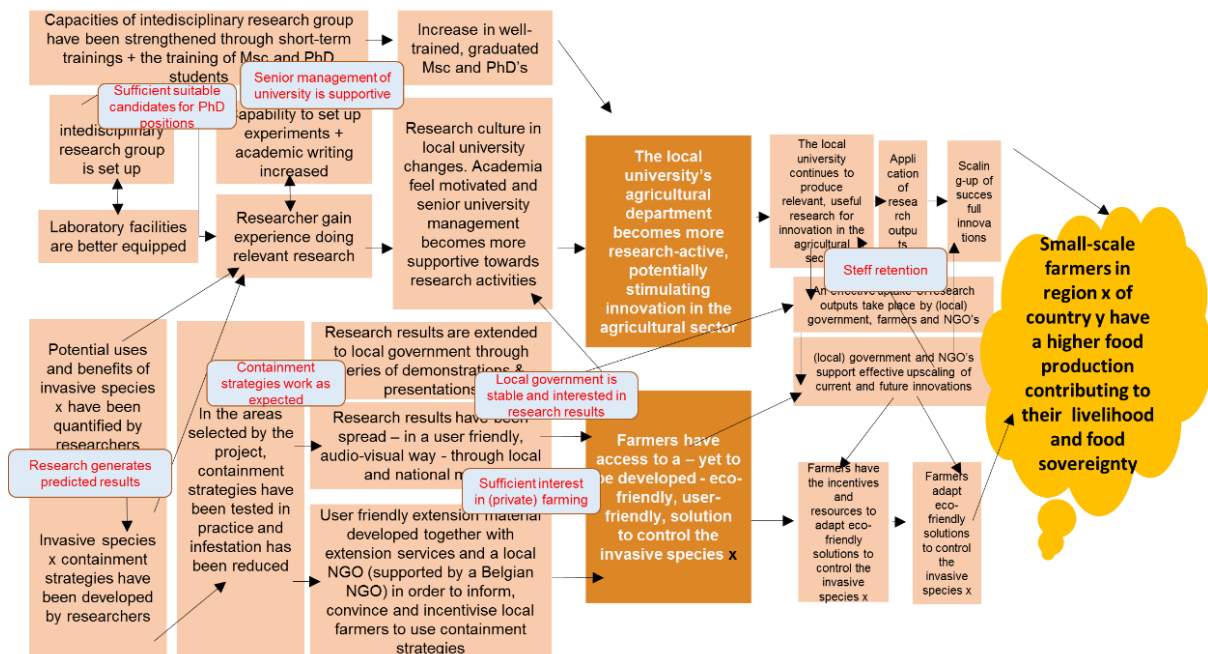 Capacities of intedisciplinary research group
have been strengthened through short-term
trainings + the training of Msc and PhD
students
Increase in well-
trained, graduated
Msc and PhD's
Sufficient suitable
candidates for PhD
positions
Senior management of
university is supportive
intedisciplinary
research group
is set up
Capability to set up
experiments +
academic writing
increased
Laboratory facilities
are better equipped
Researcher gain
experience doing
relevant research
Research culture in
local university
changes. Academia
feel motivated and
senior university
management
becomes more
supportive towards
research activities
The local
university's
agricultural
department
becomes more
research-active,
potentially
stimulating
innovation in the
agricultural sector
The local
university
continues to
produce
relevant, useful
research for
innovation in the
agricultural
Appli
cation
of
resea
rch
outpu
ts
Scalin
g-up of
succes
full
innova
tions
Steff retention
An effective uptake of research
outputs take place by (local)
government, farmers and NGO's
(local) government and NGO's
support effective upscaling of
current and future innovations
Small-scale
farmers in
region x of
country y have
a higher food
production
contributing to
their livelihood
and food
sovereignty
Potential uses
and benefits of
invasive species
x have been
quantified by
researchers
Research generates
predicted results
Invasive species
x containment
strategies have
been developed
by researchers
In the areas
selected by the
project,
containment
strategies have
been tested in
practice and
infestation has
been reduced
Containment
strategies work as
expected
Research results are extended
to local government through
series of demonstrations &
presentations
Local government is
stable and interested in
research results
Research results have been
spread – in a user friendly,
audio-visual way - through local
and national
Sufficient interest
in (private) farming
User friendly extension material
developed together with
extension services and a local
NGO (supported by a Belgian
NGO) in order to inform,
convince and incentivise local
farmers to use containment
strategies
Farmers have
access to a – yet to
be developed - eco-
friendly, user-
friendly, solution
to control the
invasive species x
Farmers have
the incentives
and
resources to
adapt eco-
friendly
solutions to
control the
invasive
species x
Farmers
adapt
eco-
friendly
solutions
to control
the
invasive
species x